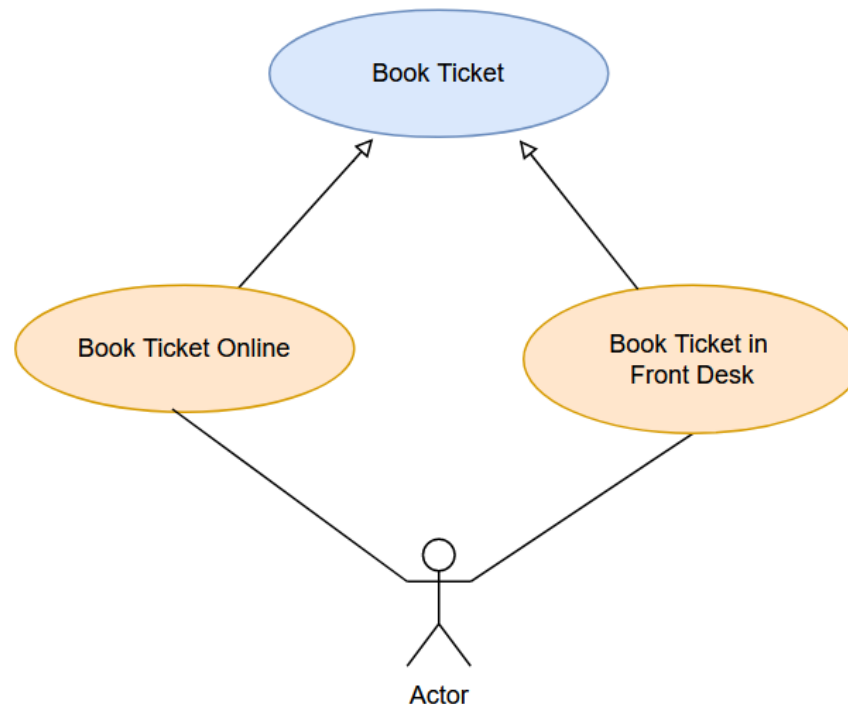 Book Ticket
Book Ticket Online
Book Ticket in
Front Desk
Actor